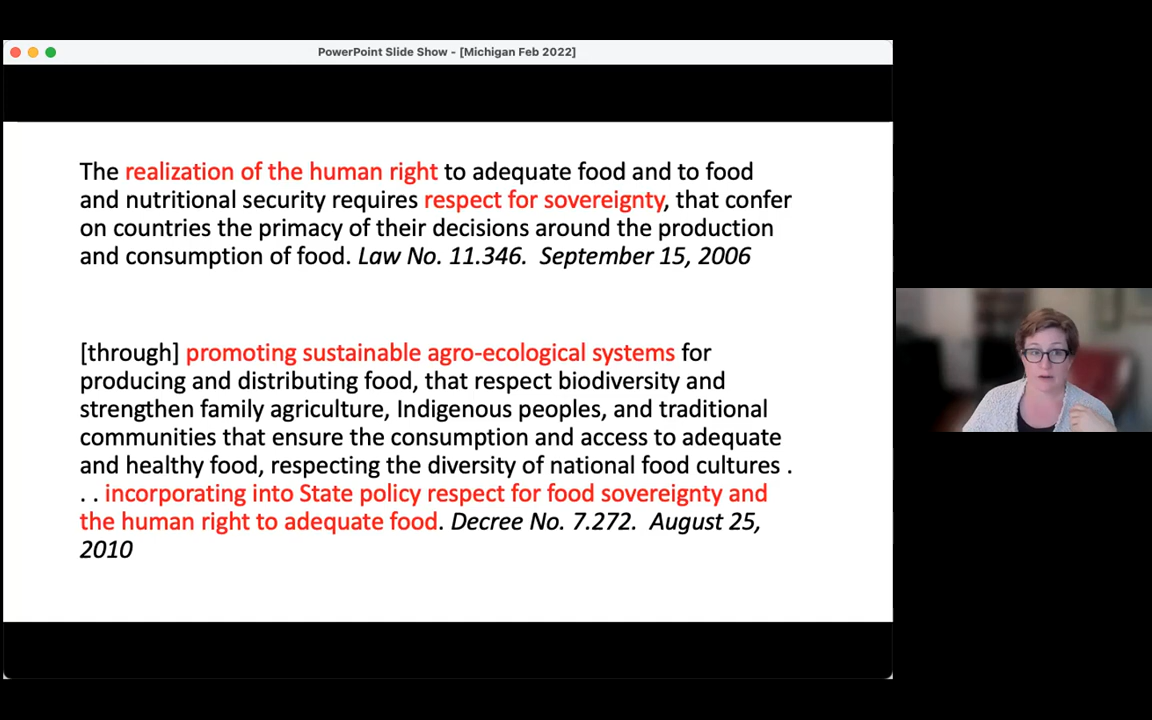 PowerPoint Slide Show - [Michigan Feb 2022]
The realization of the human right to adequate food and to food
and nutritional security requires respect for sovereignty, that confer
on countries the primacy of their decisions around the production
and consumption of food. Law No. 11.346.  September 15, 2006
[through] promoting sustainable agro-ecological systems for
producing and distributing food, that respect biodiversity and
strengthen family agriculture, Indigenous peoples, and traditional
communities that ensure the consumption and access to adequate
and healthy food, respecting the diversity of national food cultures .
. . incorporating into State policy respect for food sovereignty and
the human right to adequate food. Decree No. 7.272.  August 25,
2010